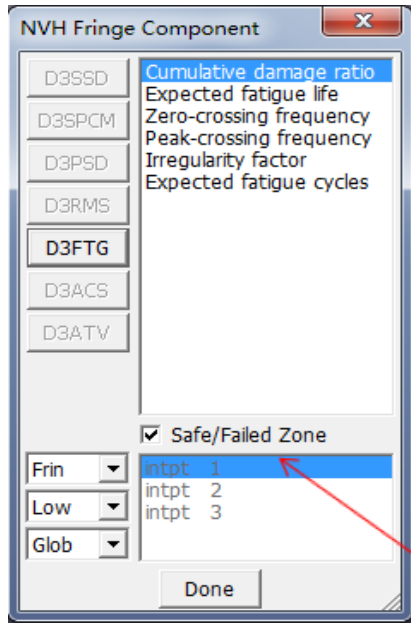 NVH Fringe Component
D3SSD
D3SPCM
D3PSD
D3RMS
D3FTG
D3ACS
D3ATV
Cumulative damage ratio
Expected fatigue life
Zero-crossing frequency
Peak-crossing frequency
Irregularity factor
Expected fatigue cycles
Safe/Failed Zone
Frin
Low
Glob
intpt 1
intpt 2
intpt 3
Done